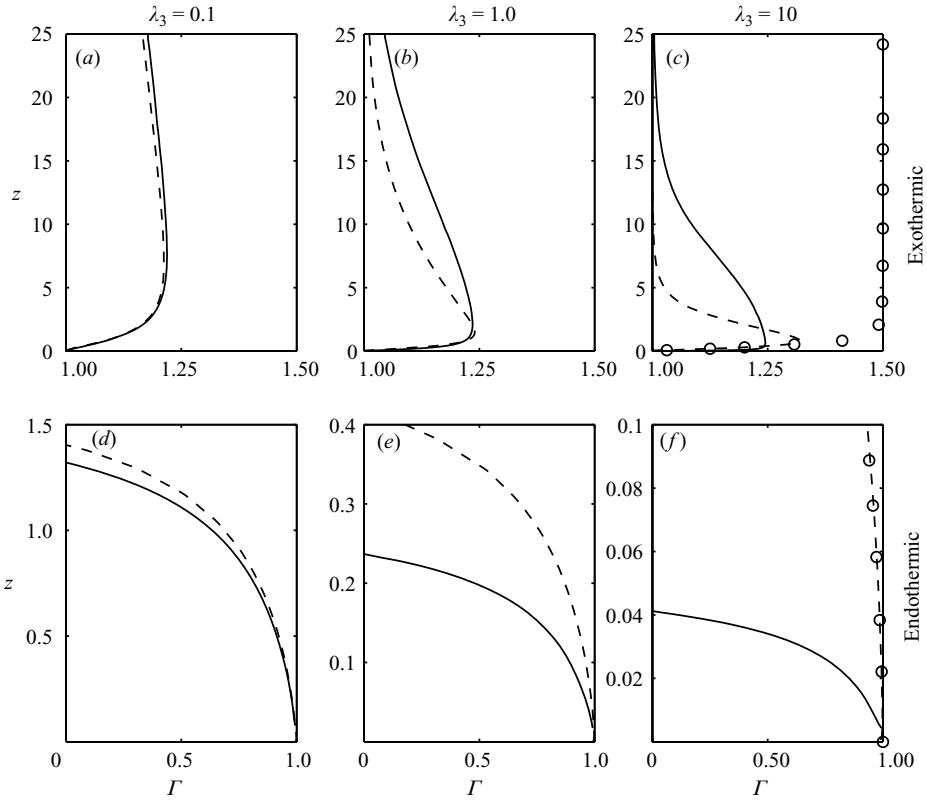 λ3 = 0.1 λ3 = 1.0 λ3 = 10
25 25 25
(a) (b) (c)
20 20 20
15 15 15
z
10 10 10
5 5 5
0 0 0
1.00 1.25 1.50 1.00 1.25 1.50 1.00 1.25 1.50
Exothermic
1.5 0.4 0.1
(d) (e) (f)
0.08
0.3
1.0
0.06
z
0.2
0.04
0.5
0.1
0.02
0 0.5 1.0 0 0.5 1.0 0 0.50 1.00
Γ Γ Γ
Endothermic